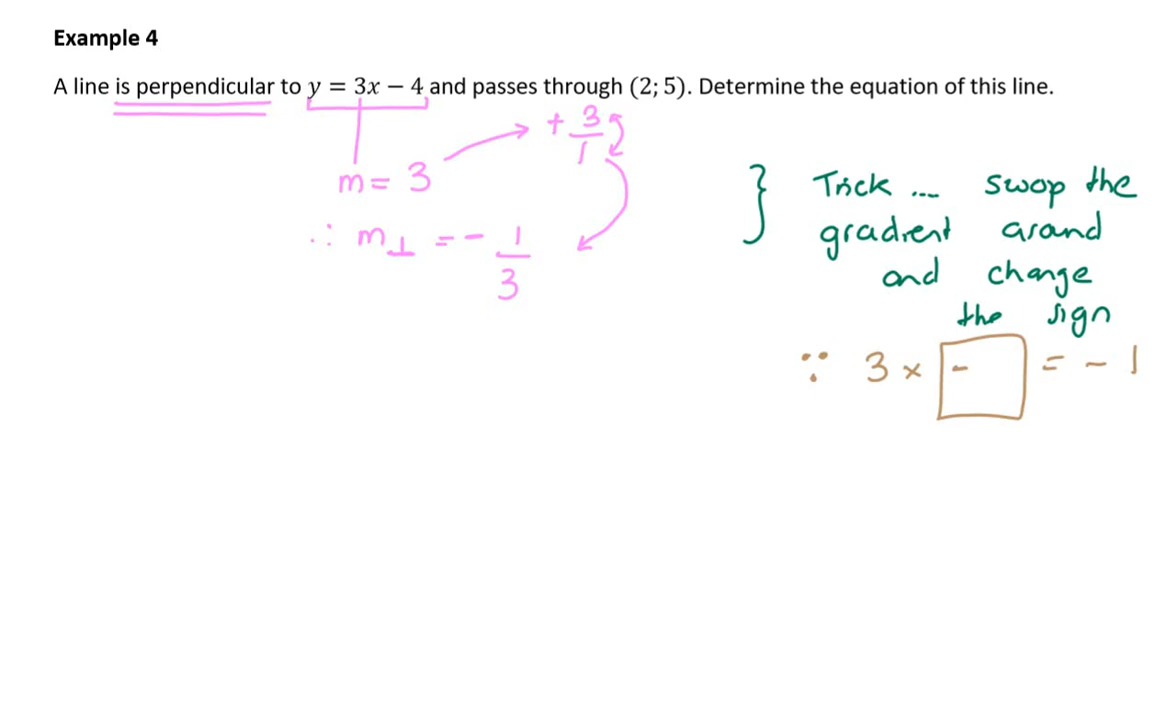 Example 4
A line is perpendicular to y = 3x − 4 and passes through (2; 5). Determine the equation of this line.
+ 3/1
m = 3
∴ m⊥ = - 1/3
} Trick ... swop the
gradient arand
and change
the sign
∵ 3 × - = - 1